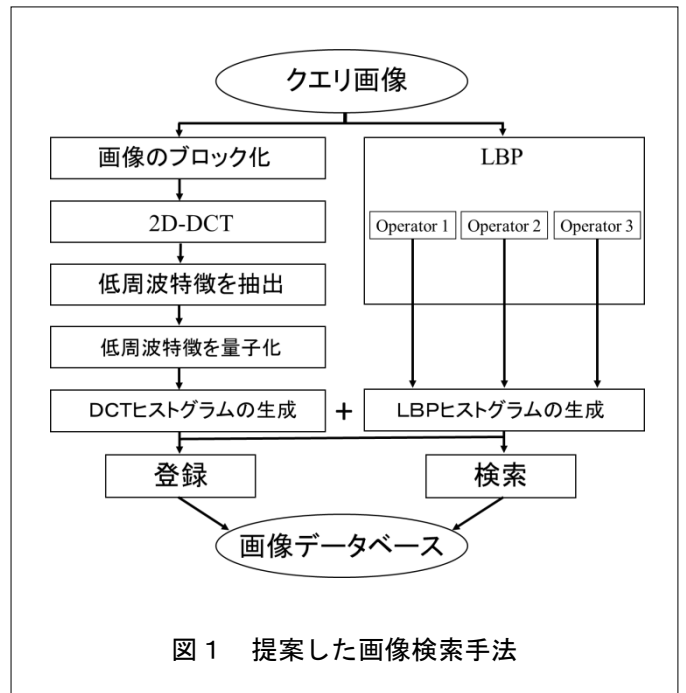 クエリ画像
画像のブロック化
2D-DCT
低周波特徴を抽出
低周波特徴を量子化
DCTヒストグラムの生成
LBP
Operator 1
Operator 2
Operator 3
+
LBPヒストグラムの生成
登録
検索
画像データベース
図1 提案した画像検索手法